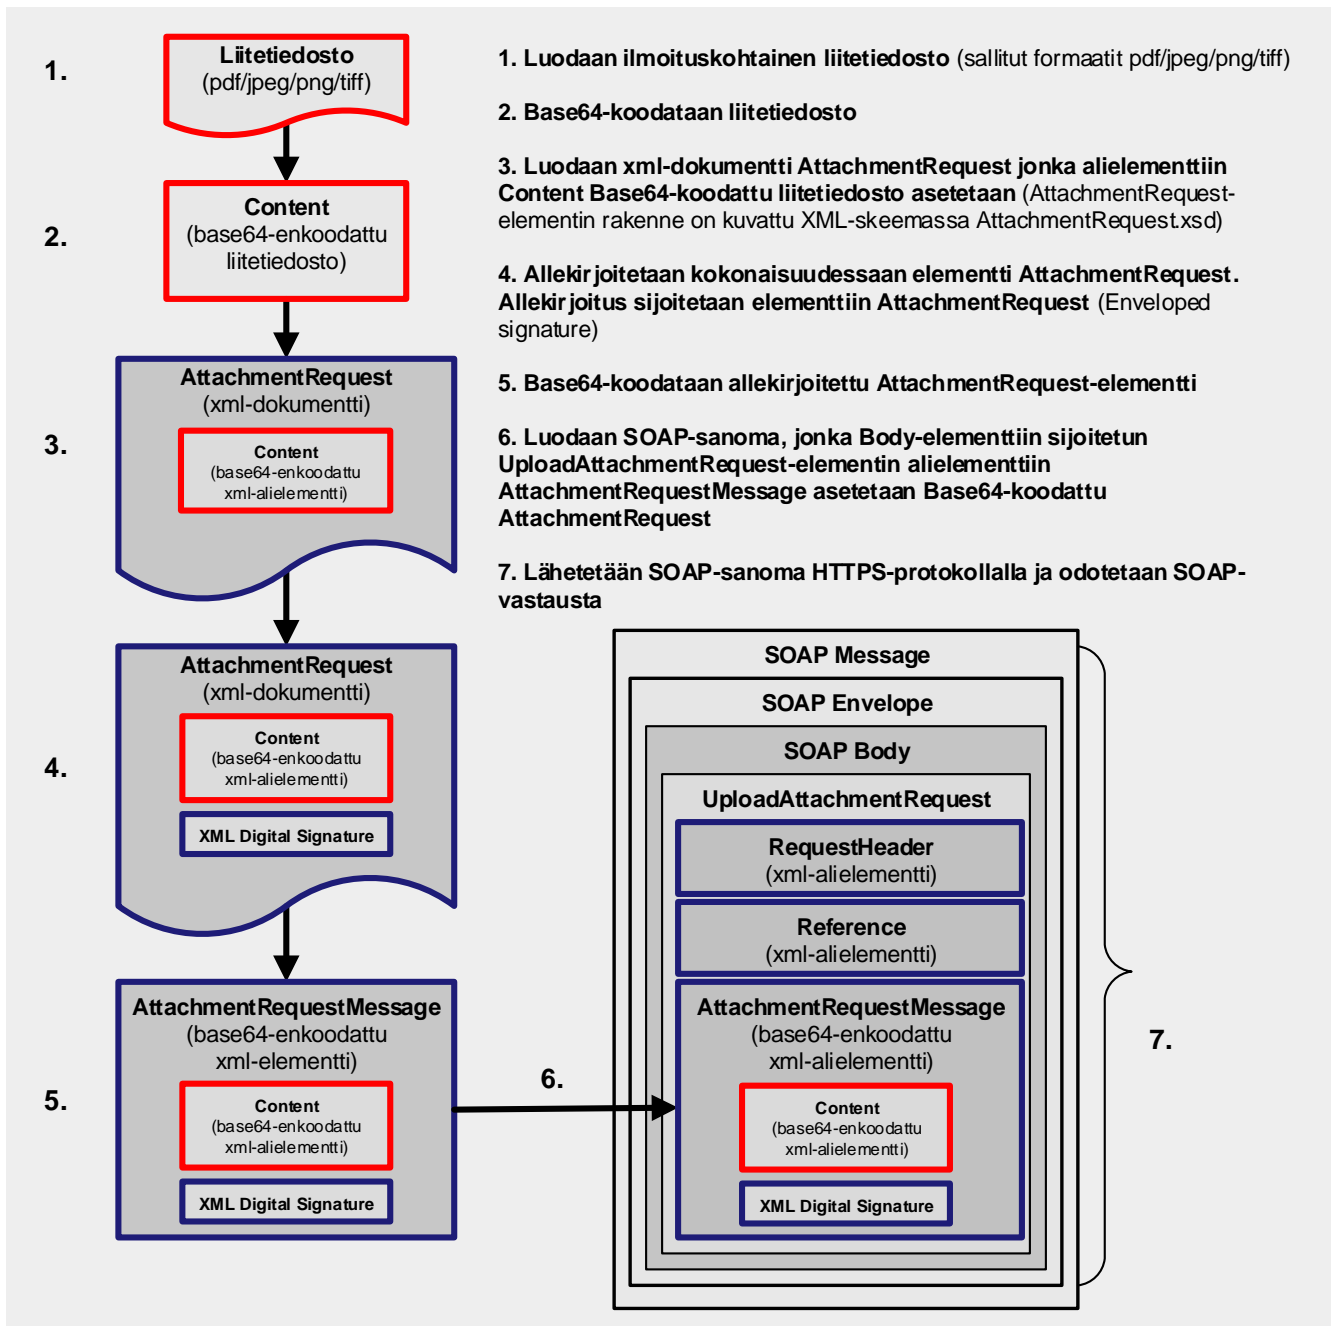 1.
Liitetiedosto
(pdf/jpeg/png/tiff)
2.
Content
(base64-enkoodattu
liitetiedosto)
3.
AttachmentRequest
(xml-dokumentti)
Content
(base64-enkoodattu
xml-alielementti)
4.
AttachmentRequest
(xml-dokumentti)
Content
(base64-enkoodattu
xml-alielementti)
XML Digital Signature
5.
AttachmentRequestMessage
(base64-enkoodattu
xml-elementti)
Content
(base64-enkoodattu
xml-alielementti)
XML Digital Signature
6.
1. Luodaan ilmoituskohtainen liitetiedosto (sallitut formaatit pdf/jpeg/png/tiff)
2. Base64-koodataan liitetiedosto
3. Luodaan xml-dokumentti AttachmentRequest jonka alielementtiin
Content Base64-koodattu liitetiedosto asetetaan (AttachmentRequest-
elementin rakenne on kuvattu XML-skeemassa AttachmentRequest.xsd)
4. Allekirjoitetaan kokonaisuudessaan elementti AttachmentRequest.
Allekirjoitus sijoitetaan elementtiin AttachmentRequest (Enveloped
signature)
5. Base64-koodataan allekirjoitettu AttachmentRequest-elementti
6. Luodaan SOAP-sanoma, jonka Body-elementtiin sijoitetun
UploadAttachmentRequest-elementin alielementtiin
AttachmentRequestMessage asetetaan Base64-koodattu
AttachmentRequest
7. Lähetetään SOAP-sanoma HTTPS-protokollalla ja odotetaan SOAP-
vastausta
SOAP Message
SOAP Envelope
SOAP Body
UploadAttachmentRequest
RequestHeader
(xml-alielementti)
Reference
(xml-alielementti)
AttachmentRequestMessage
(base64-enkoodattu
xml-alielementti)
Content
(base64-enkoodattu
xml-alielementti)
XML Digital Signature
7.